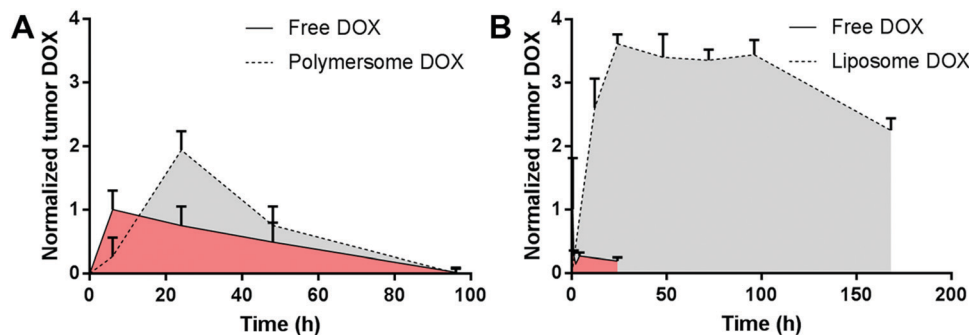 A
Normalized tumor DOX
4
3
2
1
0
0 20 40 60 80 100
Time (h)
Free DOX
Polymersome DOX
B
Normalized tumor DOX
4
3
2
1
0
0 50 100 150 200
Time (h)
Free DOX
Liposome DOX